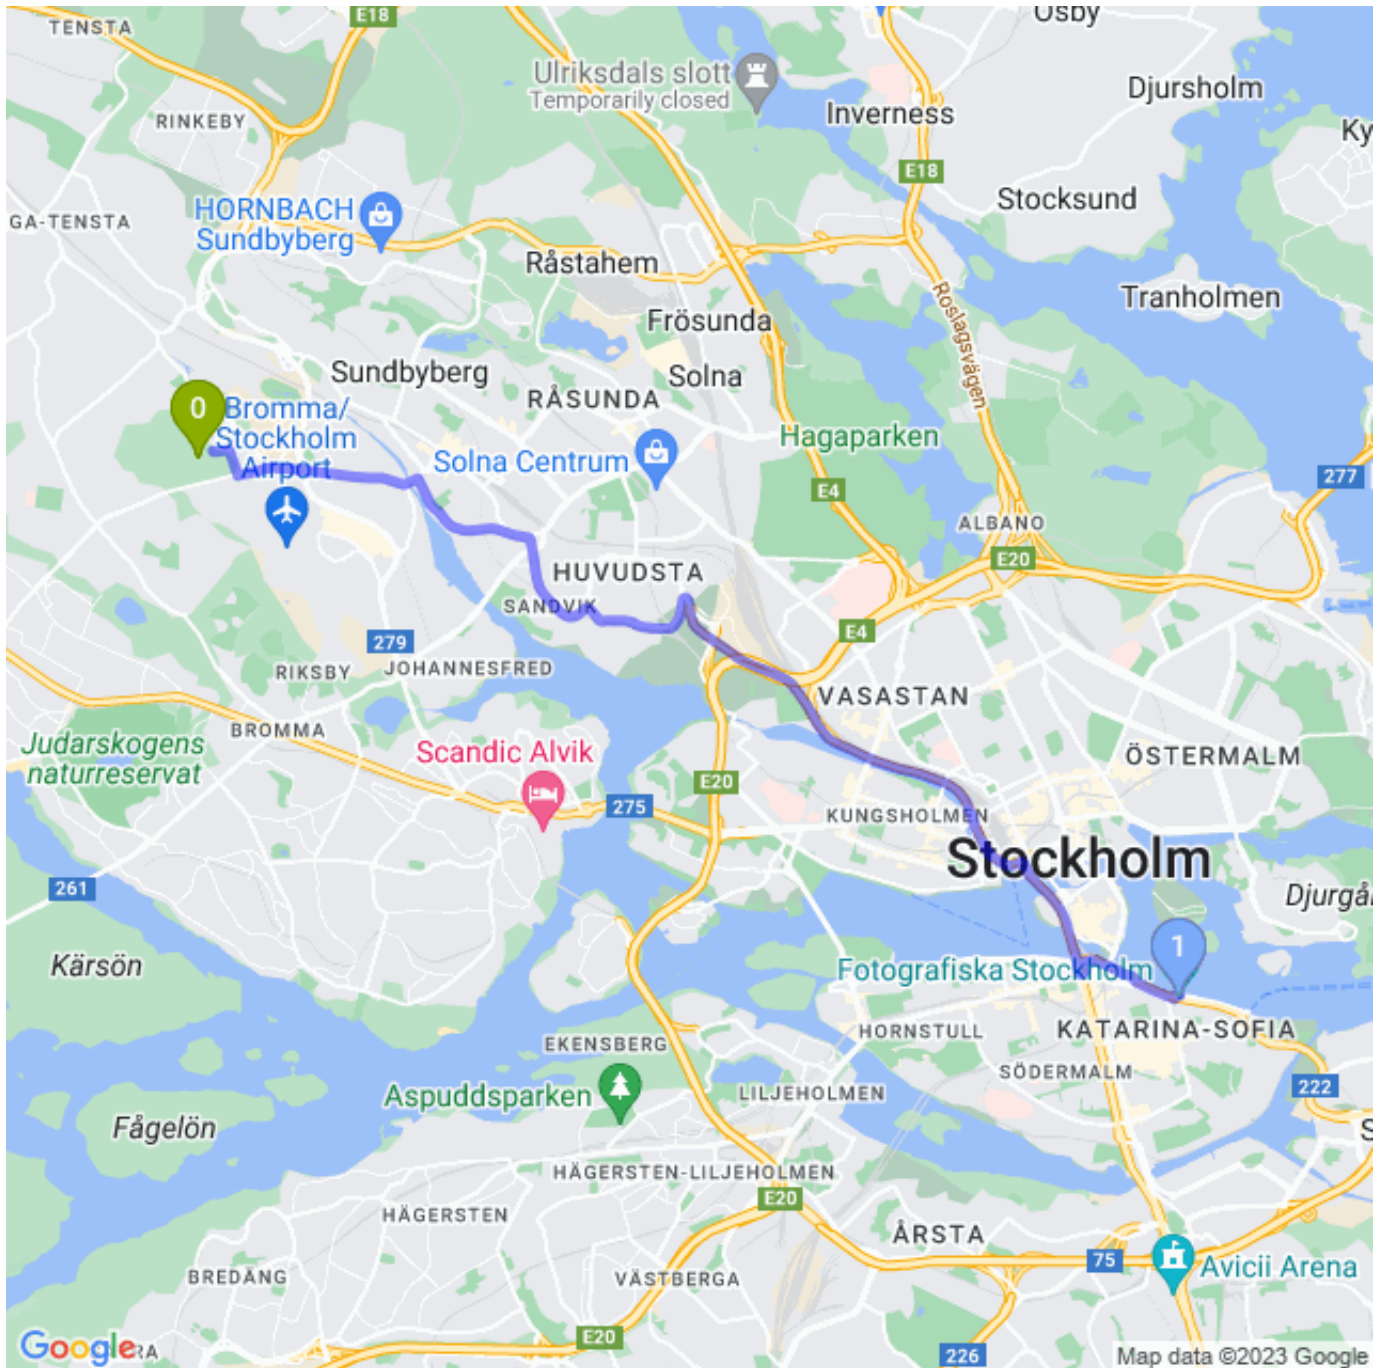 E18
Osby
TENSTA
Ulriksdals slott
Temporarily closed
Djursholm
Inverness
RINKEBY
Ky
E18
Stocksund
HORNBACH
Sundbyberg
GA-TENSTA
Råstahem
Tranholmen
Roslagsvägen
Frösunda
Sundbyberg
Solna
RÅSUNDA
0
Bromma/
Stockholm
Airport
Hagaparken
Solna Centrum
277
E4
ALBANO
E20
HUVUDSTA
SANDVIK
E4
279
RIKSBY
JOHANNESFRED
VASASTAN
BROMMA
Judarskogens
naturreservat
Scandic Alvik
ÖSTERMALM
E20
275
KUNGSHOLMEN
Stockholm
261
Djurgå
1
Kärsön
Fotografiska Stockholm
HORNSTULL
KATARINA-SOFIA
EKENSBERG
SÖDERMALM
222
Aspuddsparken
LILJEHOLMEN
Fågelön
S
HÄGERSTEN-LILJEHOLMEN
E20
HÄGERSTEN
ÅRSTA
75
Avicii Arena
BREDÄNG
VÄSTBERGA
E20
226
Google
RA
Map data ©2023 Google